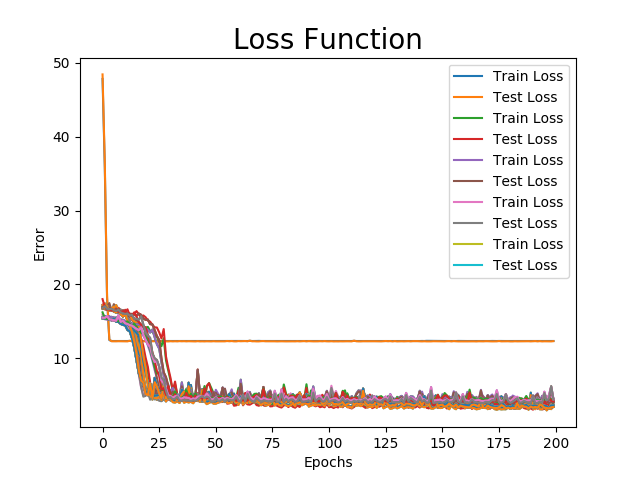 Loss Function
50
40
30
20
10
Error
0
25
50
75
100
125
150
175
200
Epochs
Train Loss
Test Loss
Train Loss
Test Loss
Train Loss
Test Loss
Train Loss
Test Loss
Train Loss
Test Loss